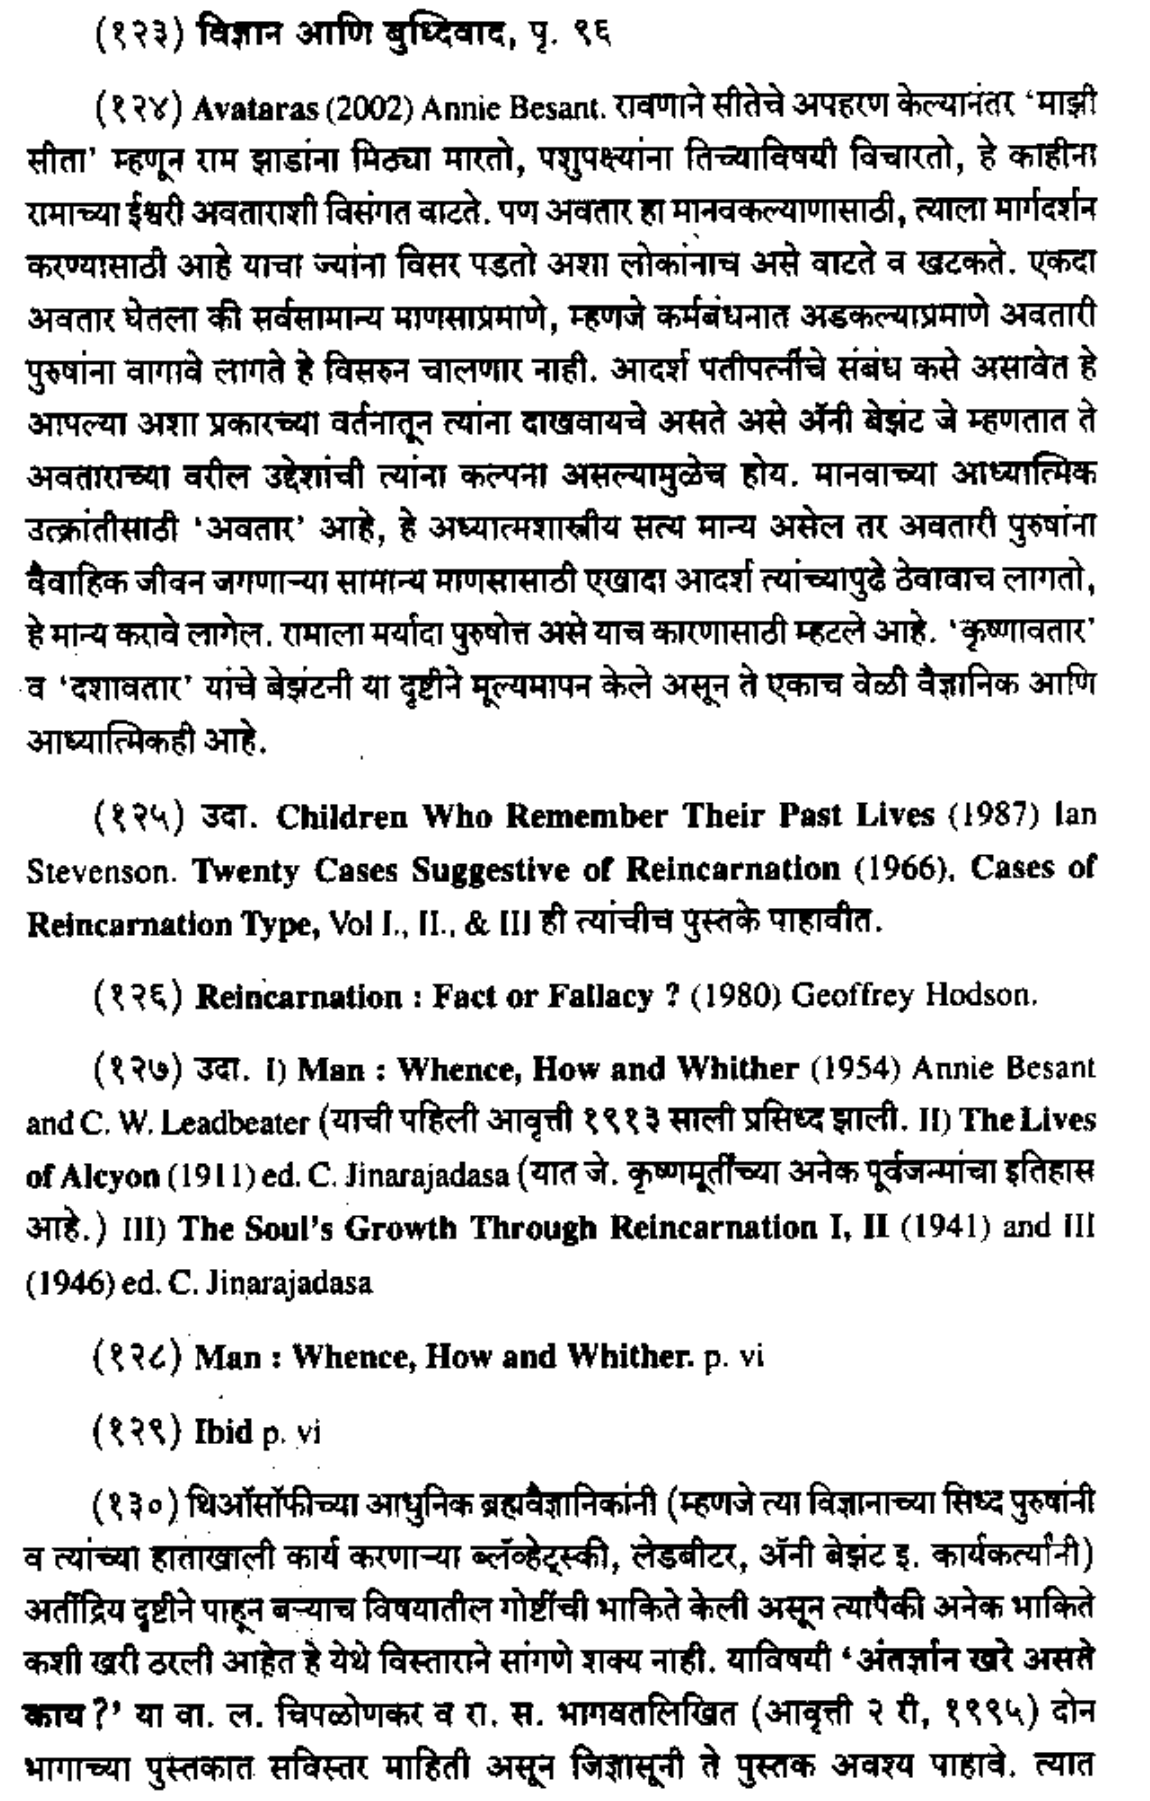 (१२३) विज्ञान आणि बुध्दिवाद, पृ. ९६
(१२४) Avataras (2002) Annie Besant. रावणाने सीतेचे अपहरण केल्यानंतर ‘माझी
सीता’ म्हणून राम झाडांना मिठ्या मारतो, पशुपक्ष्यांना तिच्याविषयी विचारतो, हे काहीना
रामाच्या ईश्वरी अवताराशी विसंगत वाटते. पण अवतार हा मानवकल्याणासाठी, त्याला मार्गदर्शन
करण्यासाठी आहे याचा ज्यांना विसर पडतो अशा लोकांनाच असे वाटते व खटकते. एकदा
अवतार घेतला की सर्वसामान्य माणसाप्रमाणे, म्हणजे कर्मबंधनात अडकल्याप्रमाणे अवतारी
पुरुषांना वागावे लागते हे विसरुन चालणार नाही. आदर्श पतीपत्नींचे संबंध कसे असावेत हे
आपल्या अशा प्रकारच्या वर्तनातून त्यांना दाखवायचे असते असे ॲनी बेझंट जे म्हणतात ते
अवताराच्या वरील उद्देशांची त्यांना कल्पना असल्यामुळेच होय. मानवाच्या आध्यात्मिक
उत्क्रांतीसाठी ‘अवतार’ आहे, हे अध्यात्मशास्त्रीय सत्य मान्य असेल तर अवतारी पुरुषांना
वैवाहिक जीवन जगणाऱ्या सामान्य माणसासाठी एखादा आदर्श त्यांच्यापुढे ठेवावाच लागतो,
हे मान्य करावे लागेल. रामाला मर्यादा पुरुषोत्त असे याच कारणासाठी म्हटले आहे. ‘कृष्णावतार’
व ‘दशावतार’ यांचे बेझंटनी या दृष्टीने मूल्यमापन केले असून ते एकाच वेळी वैज्ञानिक आणि
आध्यात्मिकही आहे.
(१२५) उदा. Children Who Remember Their Past Lives (1987) Ian
Stevenson. Twenty Cases Suggestive of Reincarnation (1966), Cases of
Reincarnation Type, Vol I., II., & III ही त्यांचीच पुस्तके पाहावीत.
(१२६) Reincarnation : Fact or Fallacy ? (1980) Geoffrey Hodson.
(१२७) उदा. I) Man : Whence, How and Whither (1954) Annie Besant
and C. W. Leadbeater (याची पहिली आवृत्ती १९१३ साली प्रसिध्द झाली. II) The Lives
of Alcyon (1911) ed. C. Jinarajadasa (यात जे. कृष्णमूर्तींच्या अनेक पूर्वजन्मांचा इतिहास
आहे.) III) The Soul's Growth Through Reincarnation I, II (1941) and III
(1946) ed. C. Jinarajadasa
(१२८) Man : Whence, How and Whither. p. vi
(१२९) Ibid p. vi
(१३०) थिऑसॉफीच्या आधुनिक ब्रह्मवैज्ञानिकांनी (म्हणजे त्या विज्ञानाच्या सिध्द पुरुषांनी
व त्यांच्या हाताखाली कार्य करणाऱ्या ब्लॅव्हेट्स्की, लेडबीटर, ॲनी बेझंट इ. कार्यकर्त्यांनी)
अतींद्रिय दृष्टीने पाहून बऱ्याच विषयातील गोष्टींची भाकिते केली असून त्यापैकी अनेक भाकिते
कशी खरी ठरली आहेत हे येथे विस्ताराने सांगणे शक्य नाही. याविषयी ‘अंतर्ज्ञान खरे असते
काय ?’ या वा. ल. चिपळोणकर व रा. स. भागवतलिखित (आवृत्ती २ री, १९९५) दोन
भागाच्या पुस्तकात सविस्तर माहिती असून जिज्ञासूनी ते पुस्तक अवश्य पाहावे. त्यात